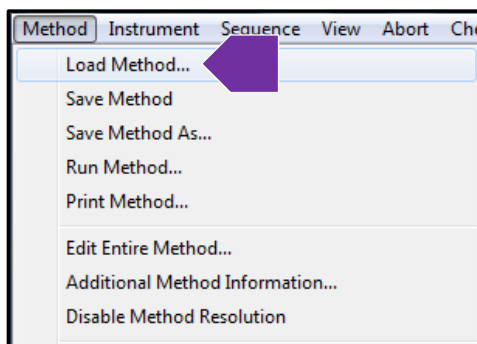 Method Instrument Sequence View Abort
Load Method...
Save Method
Save Method As...
Run Method...
Print Method...
Edit Entire Method...
Additional Method Information...
Disable Method Resolution